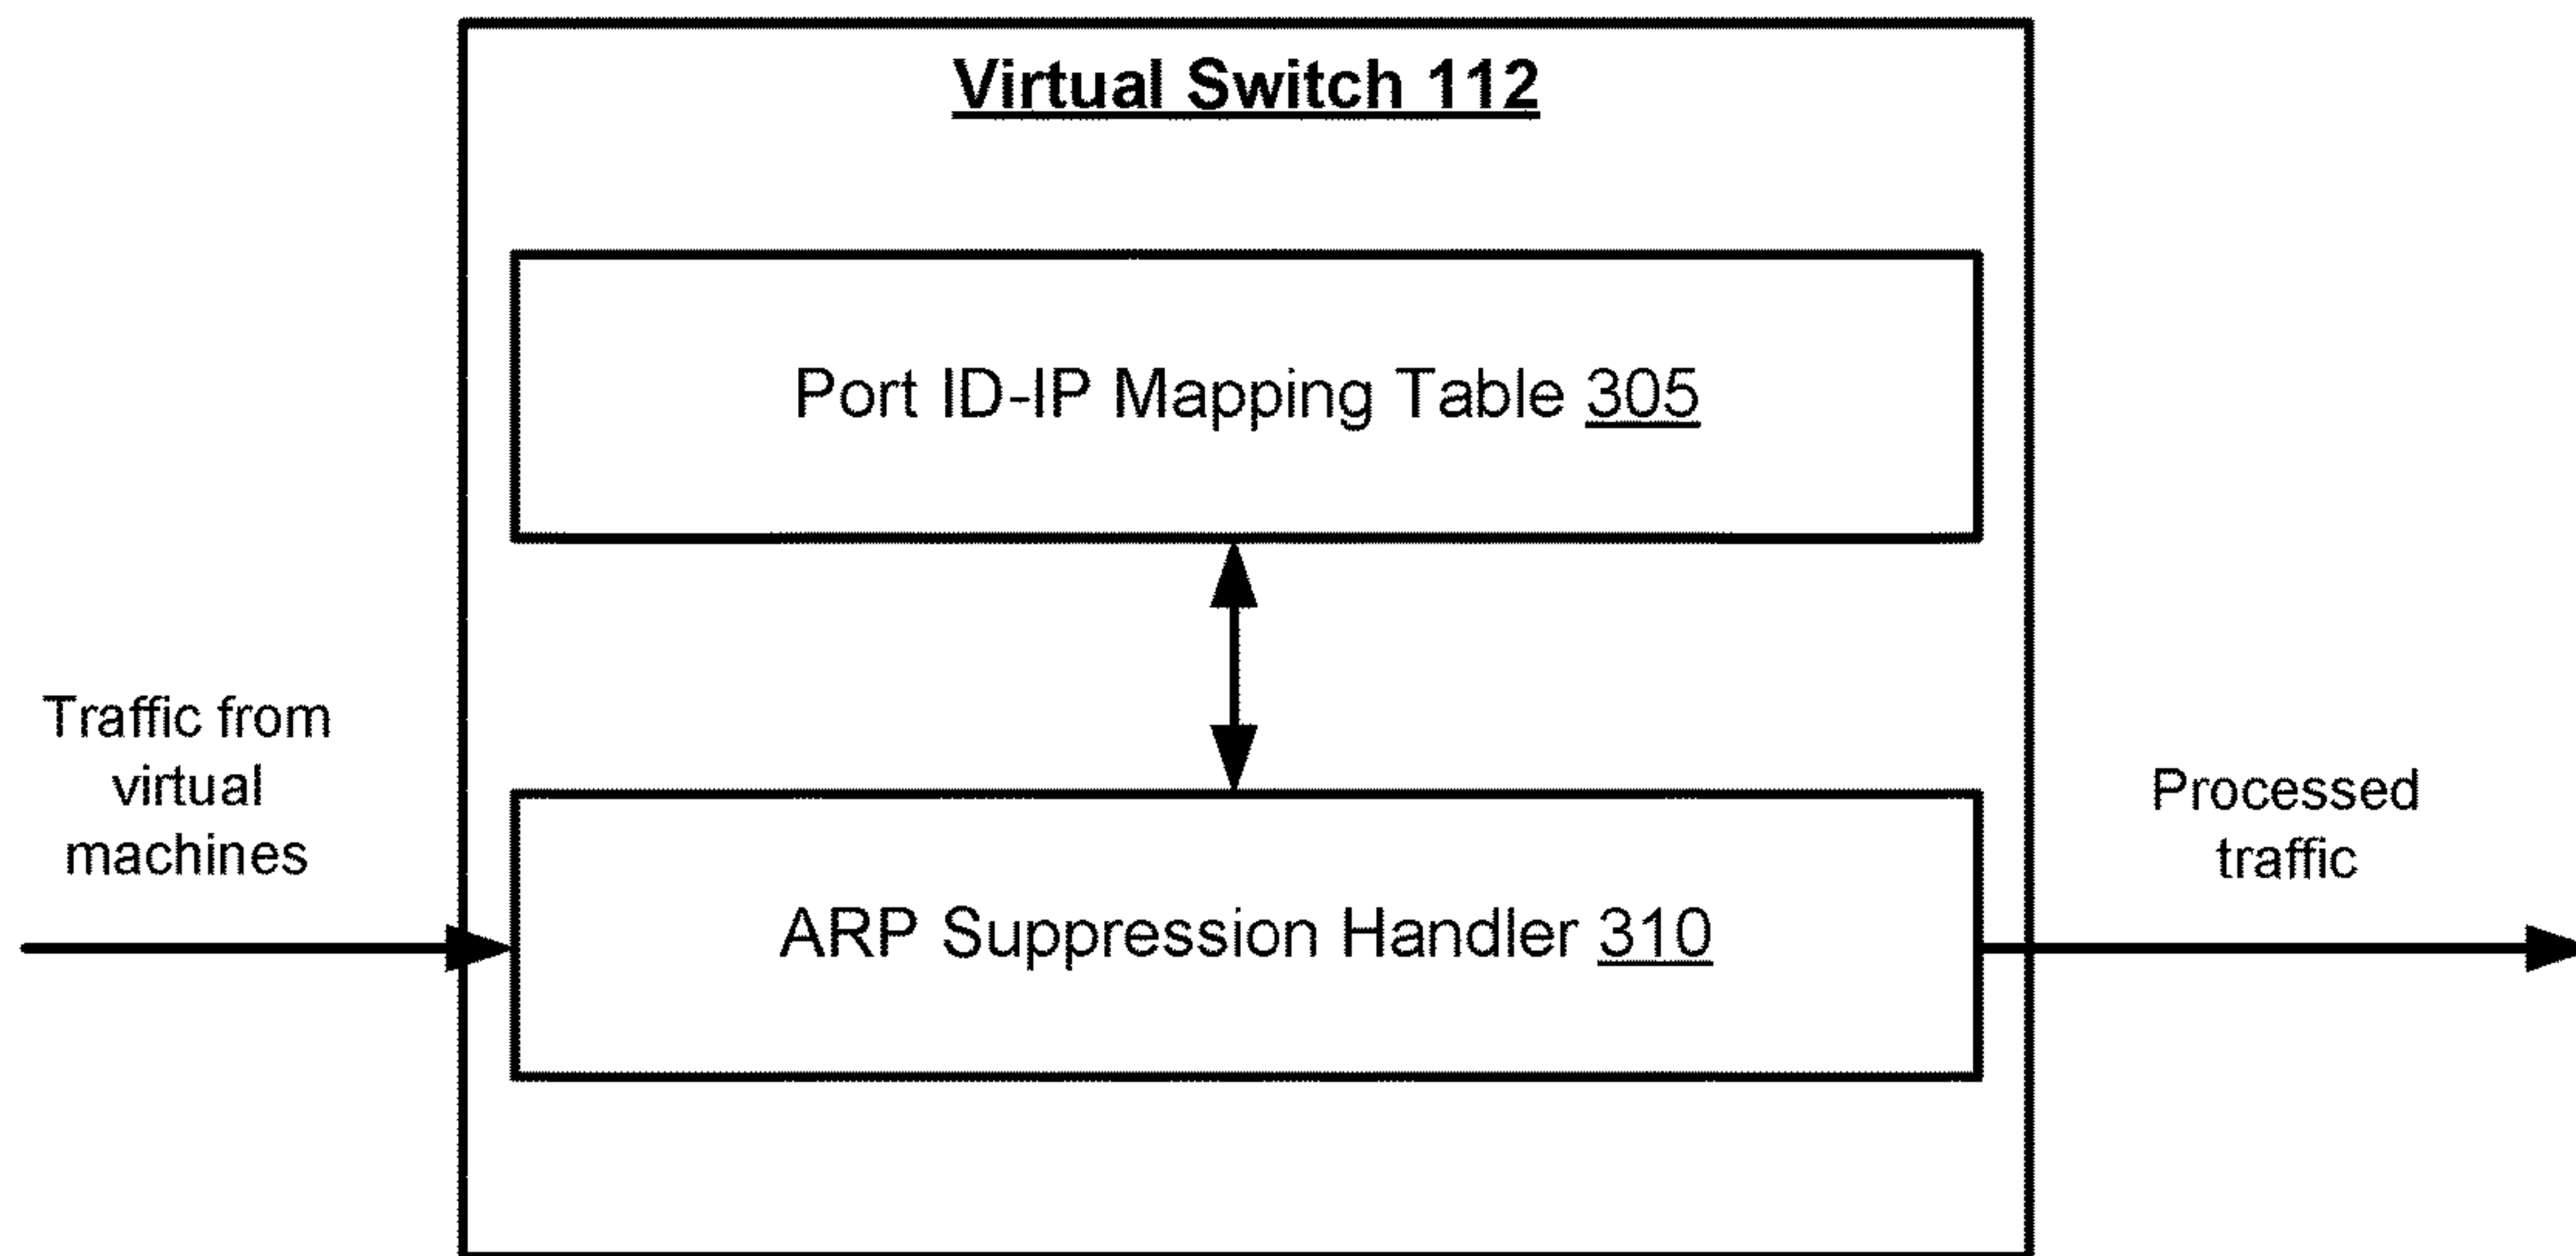 Virtual Switch 112
Port ID-IP Mapping Table 305
Traffic from
virtual
machines
ARP Suppression Handler 310
Processed
traffic